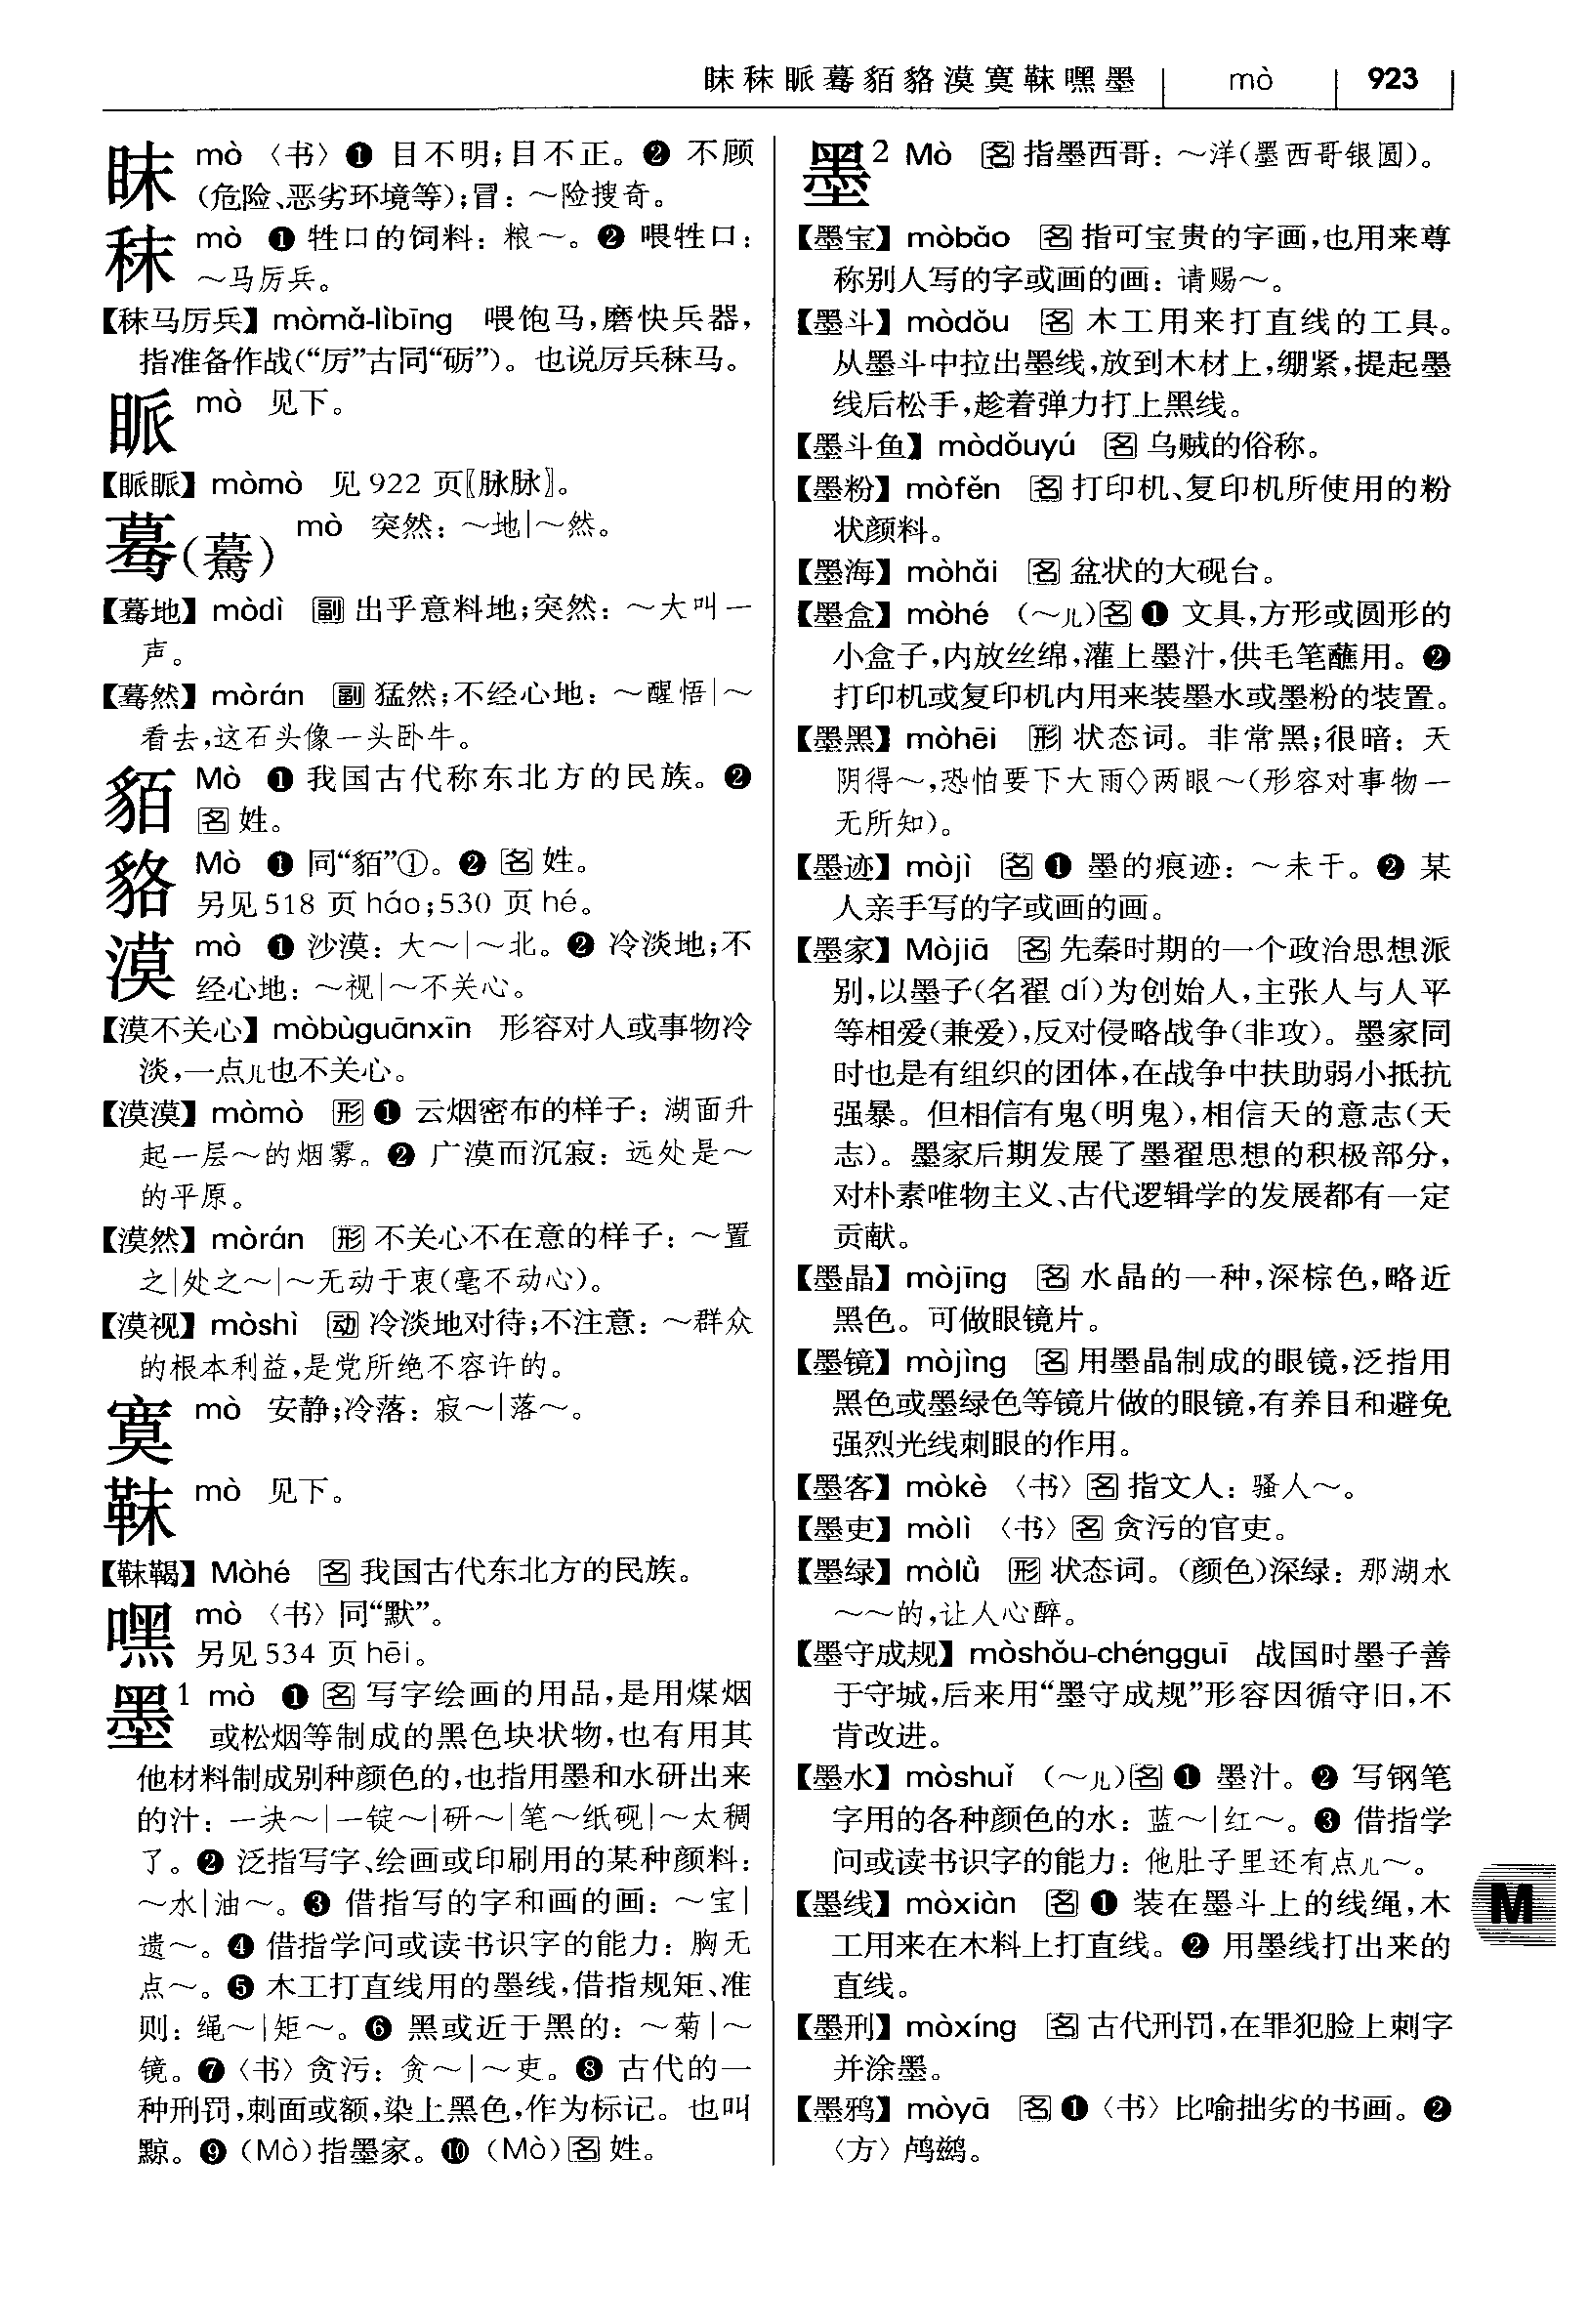 眜秣眽蓦貊貉漠寞靺嘿墨 mò 923
眜 mò 〈书〉❶ 目不明;目不正。❷ 不顾
(危险、恶劣环境等);冒：～险搜奇。
秣 mò ❶ 牲口的饲料：粮～。❷ 喂牲口：
～马厉兵。
【秣马厉兵】mòmǎ-lìbīng 喂饱马,磨快兵器,
指准备作战(“厉”古同“砺”)。也说厉兵秣马。
眽 mò 见下。
【眽眽】mòmò 见 922 页〖脉脉〗。
蓦(驀) mò 突然：～地|～然。
【蓦地】mòdì 副 出乎意料地;突然：～大叫一
声。
【蓦然】mòrán 副 猛然;不经心地：～醒悟|～
看去,这石头像一头卧牛。
貊 Mò ❶ 我国古代称东北方的民族。❷
名 姓。
貉 Mò ❶ 同“貊”①。❷ 名 姓。
另见 518 页 háo;530 页 hé。
漠 mò ❶ 沙漠：大～|～北。❷ 冷淡地;不
经心地：～视|～不关心。
【漠不关心】mòbùguānxīn 形容对人或事物冷
淡,一点儿也不关心。
【漠漠】mòmò 形 ❶ 云烟密布的样子：湖面升
起一层～的烟雾。❷ 广漠而沉寂：远处是～
的平原。
【漠然】mòrán 形 不关心不在意的样子：～置
之|处之～|～无动于衷(毫不动心)。
【漠视】mòshì 动 冷淡地对待;不注意：～群众
的根本利益,是党所绝不容许的。
寞 mò 安静;冷落：寂～|落～。
靺 mò 见下。
【靺鞨】Mòhé 名 我国古代东北方的民族。
嘿 mò 〈书〉同“默”。
另见 534 页 hēi。
墨1 mò ❶ 名 写字绘画的用品,是用煤烟
或松烟等制成的黑色块状物,也有用其
他材料制成别种颜色的,也指用墨和水研出来
的汁：一块～|一锭～|研～|笔～纸砚|～太稠
了。❷ 泛指写字、绘画或印刷用的某种颜料：
～水|油～。❸ 借指写的字和画的画：～宝|
遗～。❹ 借指学问或读书识字的能力：胸无
点～。❺ 木工打直线用的墨线,借指规矩、准
则：绳～|矩～。❻ 黑或近于黑的：～菊|～
镜。❼〈书〉贪污：贪～|～吏。❽ 古代的一
种刑罚,刺面或额,染上黑色,作为标记。也叫
黥。❾ (Mò)指墨家。❿ (Mò)名 姓。
墨2 Mò 名 指墨西哥：～洋(墨西哥银圆)。
【墨宝】mòbǎo 名 指可宝贵的字画,也用来尊
称别人写的字或画的画：请赐～。
【墨斗】mòdǒu 名 木工用来打直线的工具。
从墨斗中拉出墨线,放到木材上,绷紧,提起墨
线后松手,趁着弹力打上黑线。
【墨斗鱼】mòdǒuyú 名 乌贼的俗称。
【墨粉】mòfěn 名 打印机、复印机所使用的粉
状颜料。
【墨海】mòhǎi 名 盆状的大砚台。
【墨盒】mòhé (～儿)名 ❶ 文具,方形或圆形的
小盒子,内放丝绵,灌上墨汁,供毛笔蘸用。❷
打印机或复印机内用来装墨水或墨粉的装置。
【墨黑】mòhēi 形 状态词。非常黑;很暗：天
阴得～,恐怕要下大雨◇两眼～(形容对事物一
无所知)。
【墨迹】mòjì 名 ❶ 墨的痕迹：～未干。❷ 某
人亲手写的字或画的画。
【墨家】Mòjiā 名 先秦时期的一个政治思想派
别,以墨子(名翟 dí)为创始人,主张人与人平
等相爱(兼爱),反对侵略战争(非攻)。墨家同
时也是有组织的团体,在战争中扶助弱小抵抗
强暴。但相信有鬼(明鬼),相信天的意志(天
志)。墨家后期发展了墨翟思想的积极部分,
对朴素唯物主义、古代逻辑学的发展都有一定
贡献。
【墨晶】mòjīng 名 水晶的一种,深棕色,略近
黑色。可做眼镜片。
【墨镜】mòjìng 名 用墨晶制成的眼镜,泛指用
黑色或墨绿色等镜片做的眼镜,有养目和避免
强烈光线刺眼的作用。
【墨客】mòkè 〈书〉名 指文人：骚人～。
【墨吏】mòlì 〈书〉名 贪污的官吏。
【墨绿】mòlǜ 形 状态词。(颜色)深绿：那湖水
～～的,让人心醉。
【墨守成规】mòshǒu-chéngguī 战国时墨子善
于守城,后来用“墨守成规”形容因循守旧,不
肯改进。
【墨水】mòshuǐ (～儿)名 ❶ 墨汁。❷ 写钢笔
字用的各种颜色的水：蓝～|红～。❸ 借指学
问或读书识字的能力：他肚子里还有点儿～。
【墨线】mòxiàn 名 ❶ 装在墨斗上的线绳,木
工用来在木料上打直线。❷ 用墨线打出来的
直线。
【墨刑】mòxíng 名 古代刑罚,在罪犯脸上刺字
并涂墨。
【墨鸦】mòyā 名 ❶〈书〉比喻拙劣的书画。❷
〈方〉鸬鹚。
M